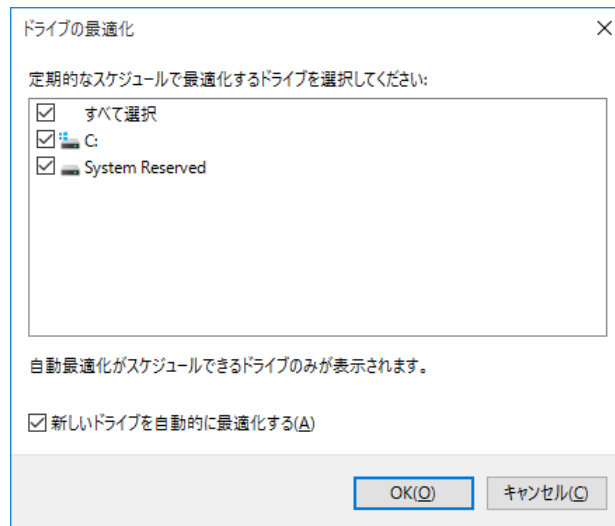 ドライブの最適化
定期的なスケジュールで最適化するドライブを選択してください:
すべて選択
C:
System Reserved
自動最適化がスケジュールできるドライブのみが表示されます。
新しいドライブを自動的に最適化する(A)
OK(O)
キャンセル(C)